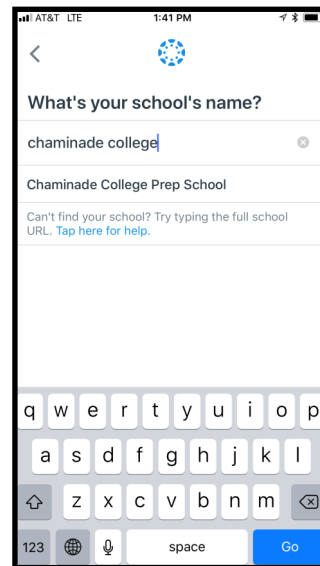 AT&T LTE 1:41 PM
What's your school's name?
chaminade college
Chaminade College Prep School
Can't find your school? Try typing the full school
URL. Tap here for help.
q w e r t y u i o p
a s d f g h j k l
z x c v b n m
123 space Go